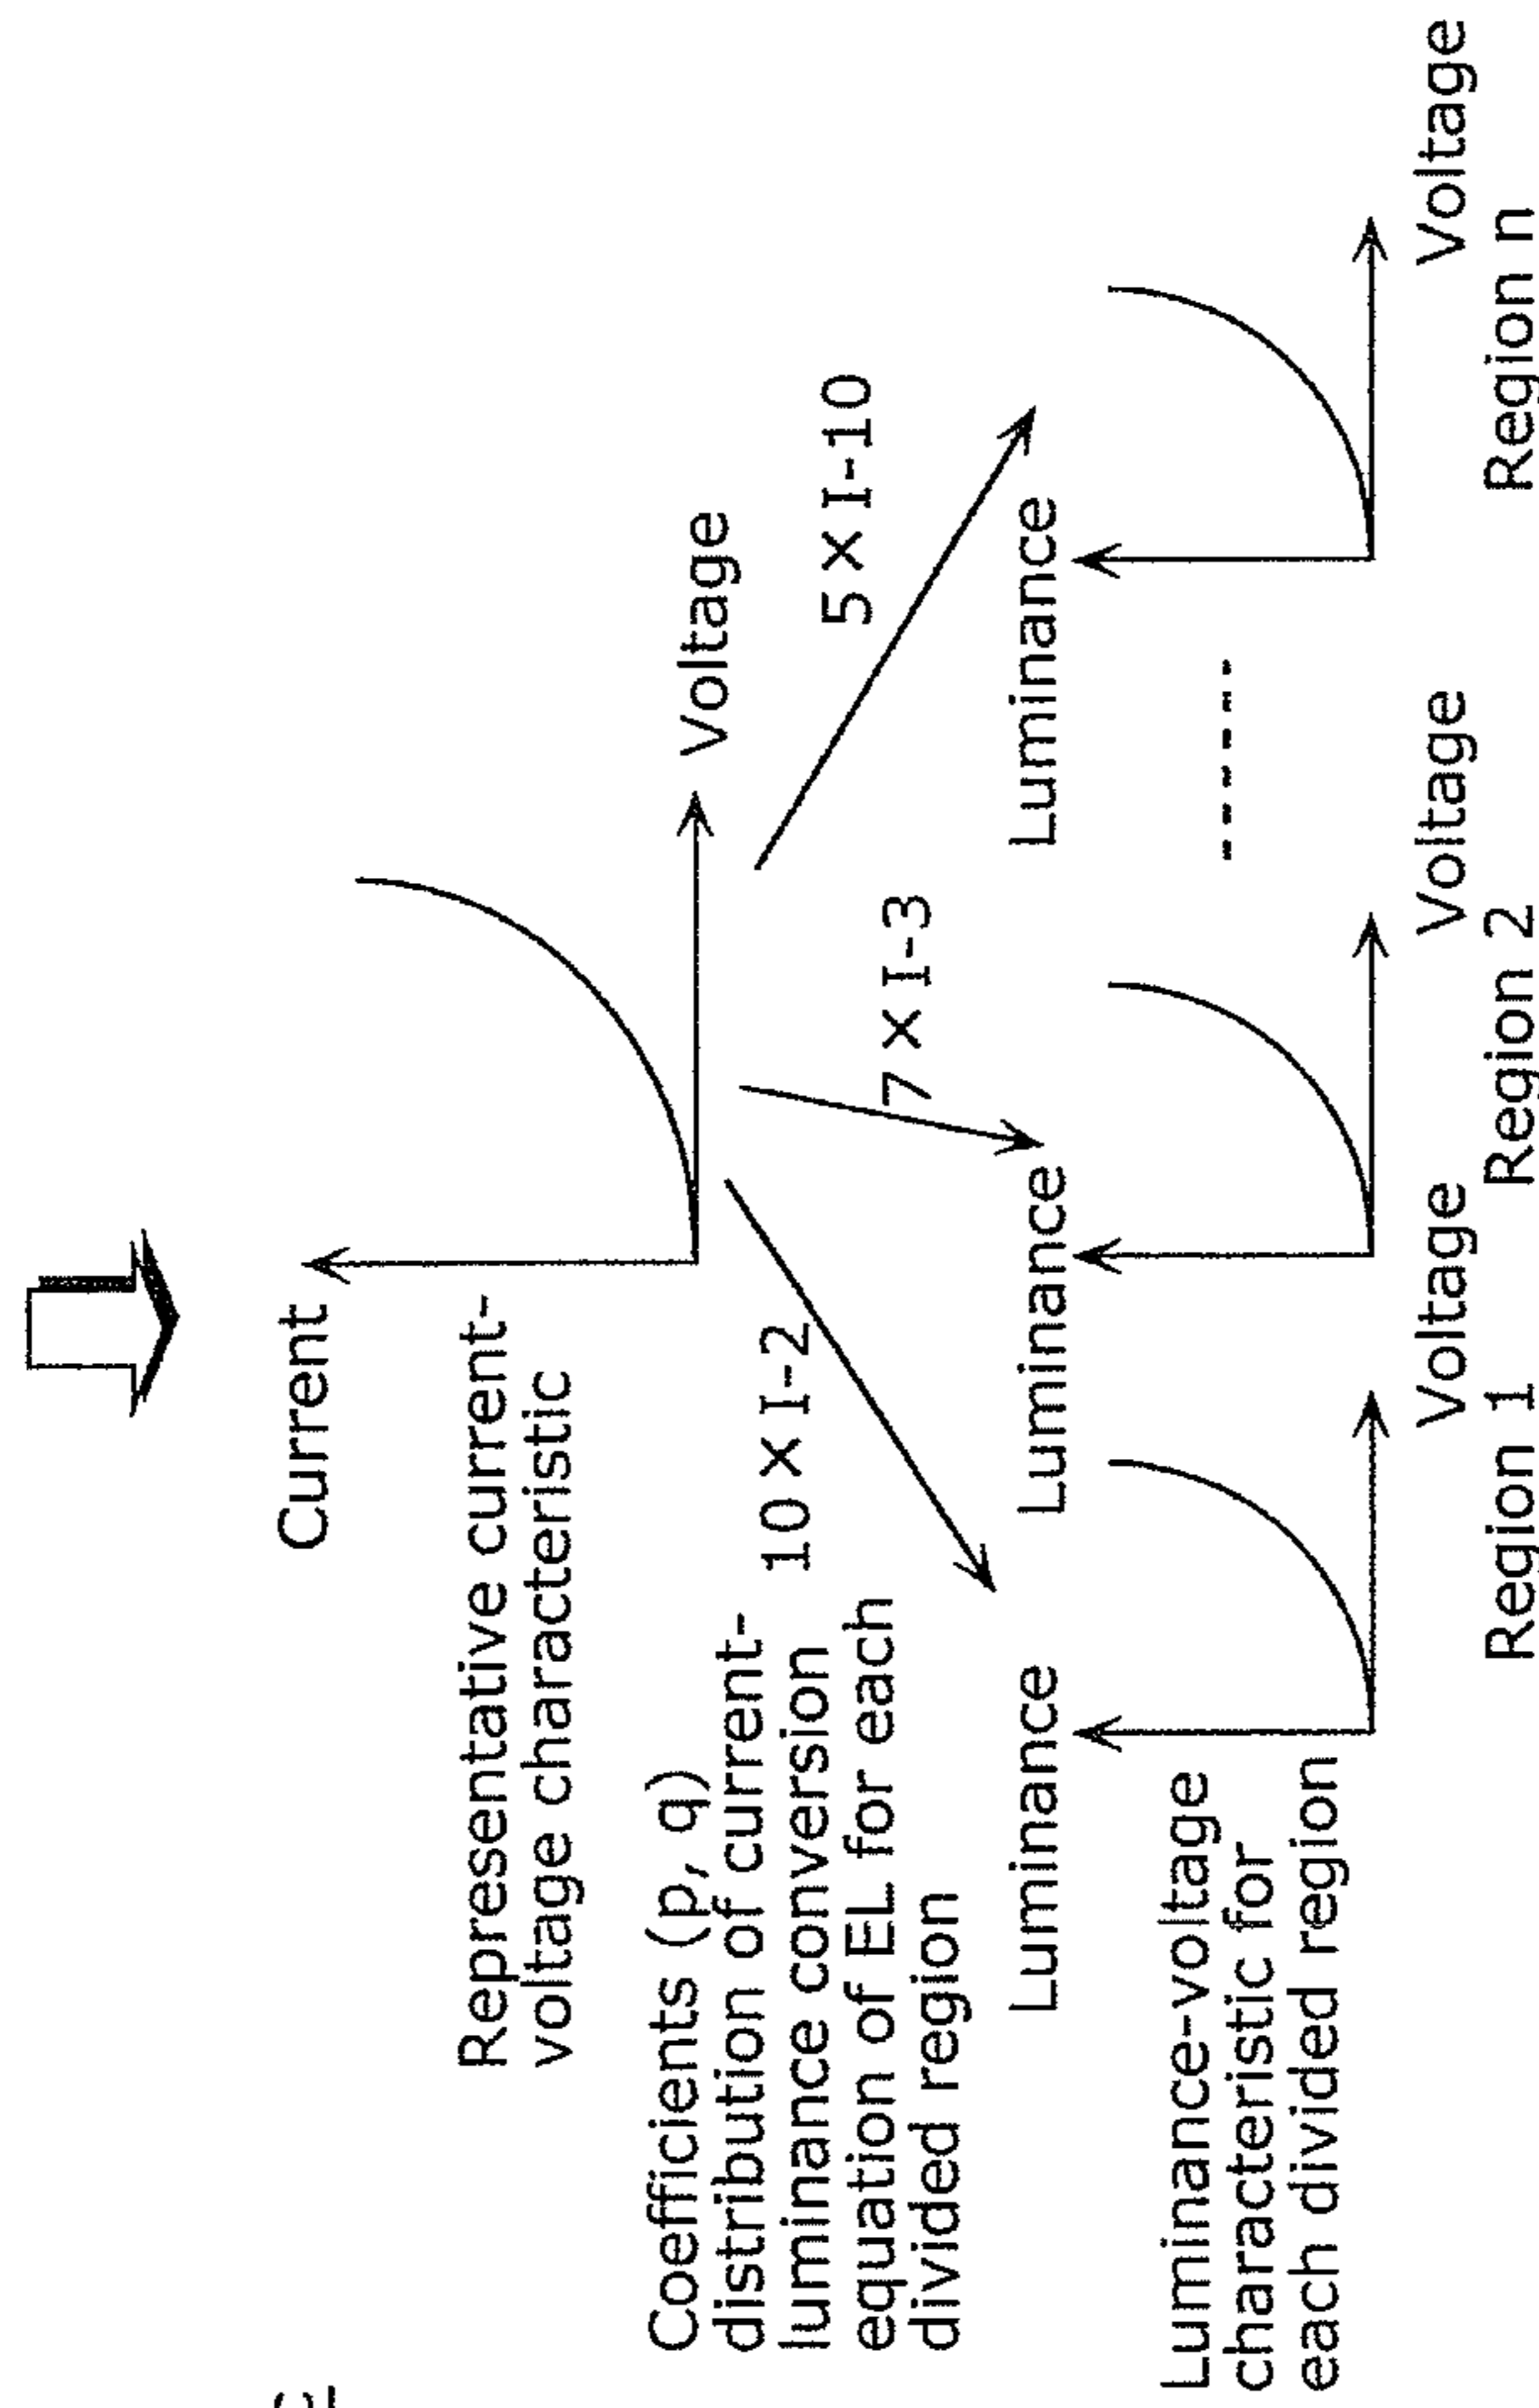 Current
Representative current-
voltage characteristic
Voltage
Coefficients (p, q)
distribution of current-
luminance conversion
equation of EL for each
divided region
10 × I-2
7 × I-3
5 × I-10
Luminance
Luminance
Luminance
Luminance-voltage
characteristic for
each divided region
Voltage
Voltage
Voltage
Region 1
Region 2
Region n